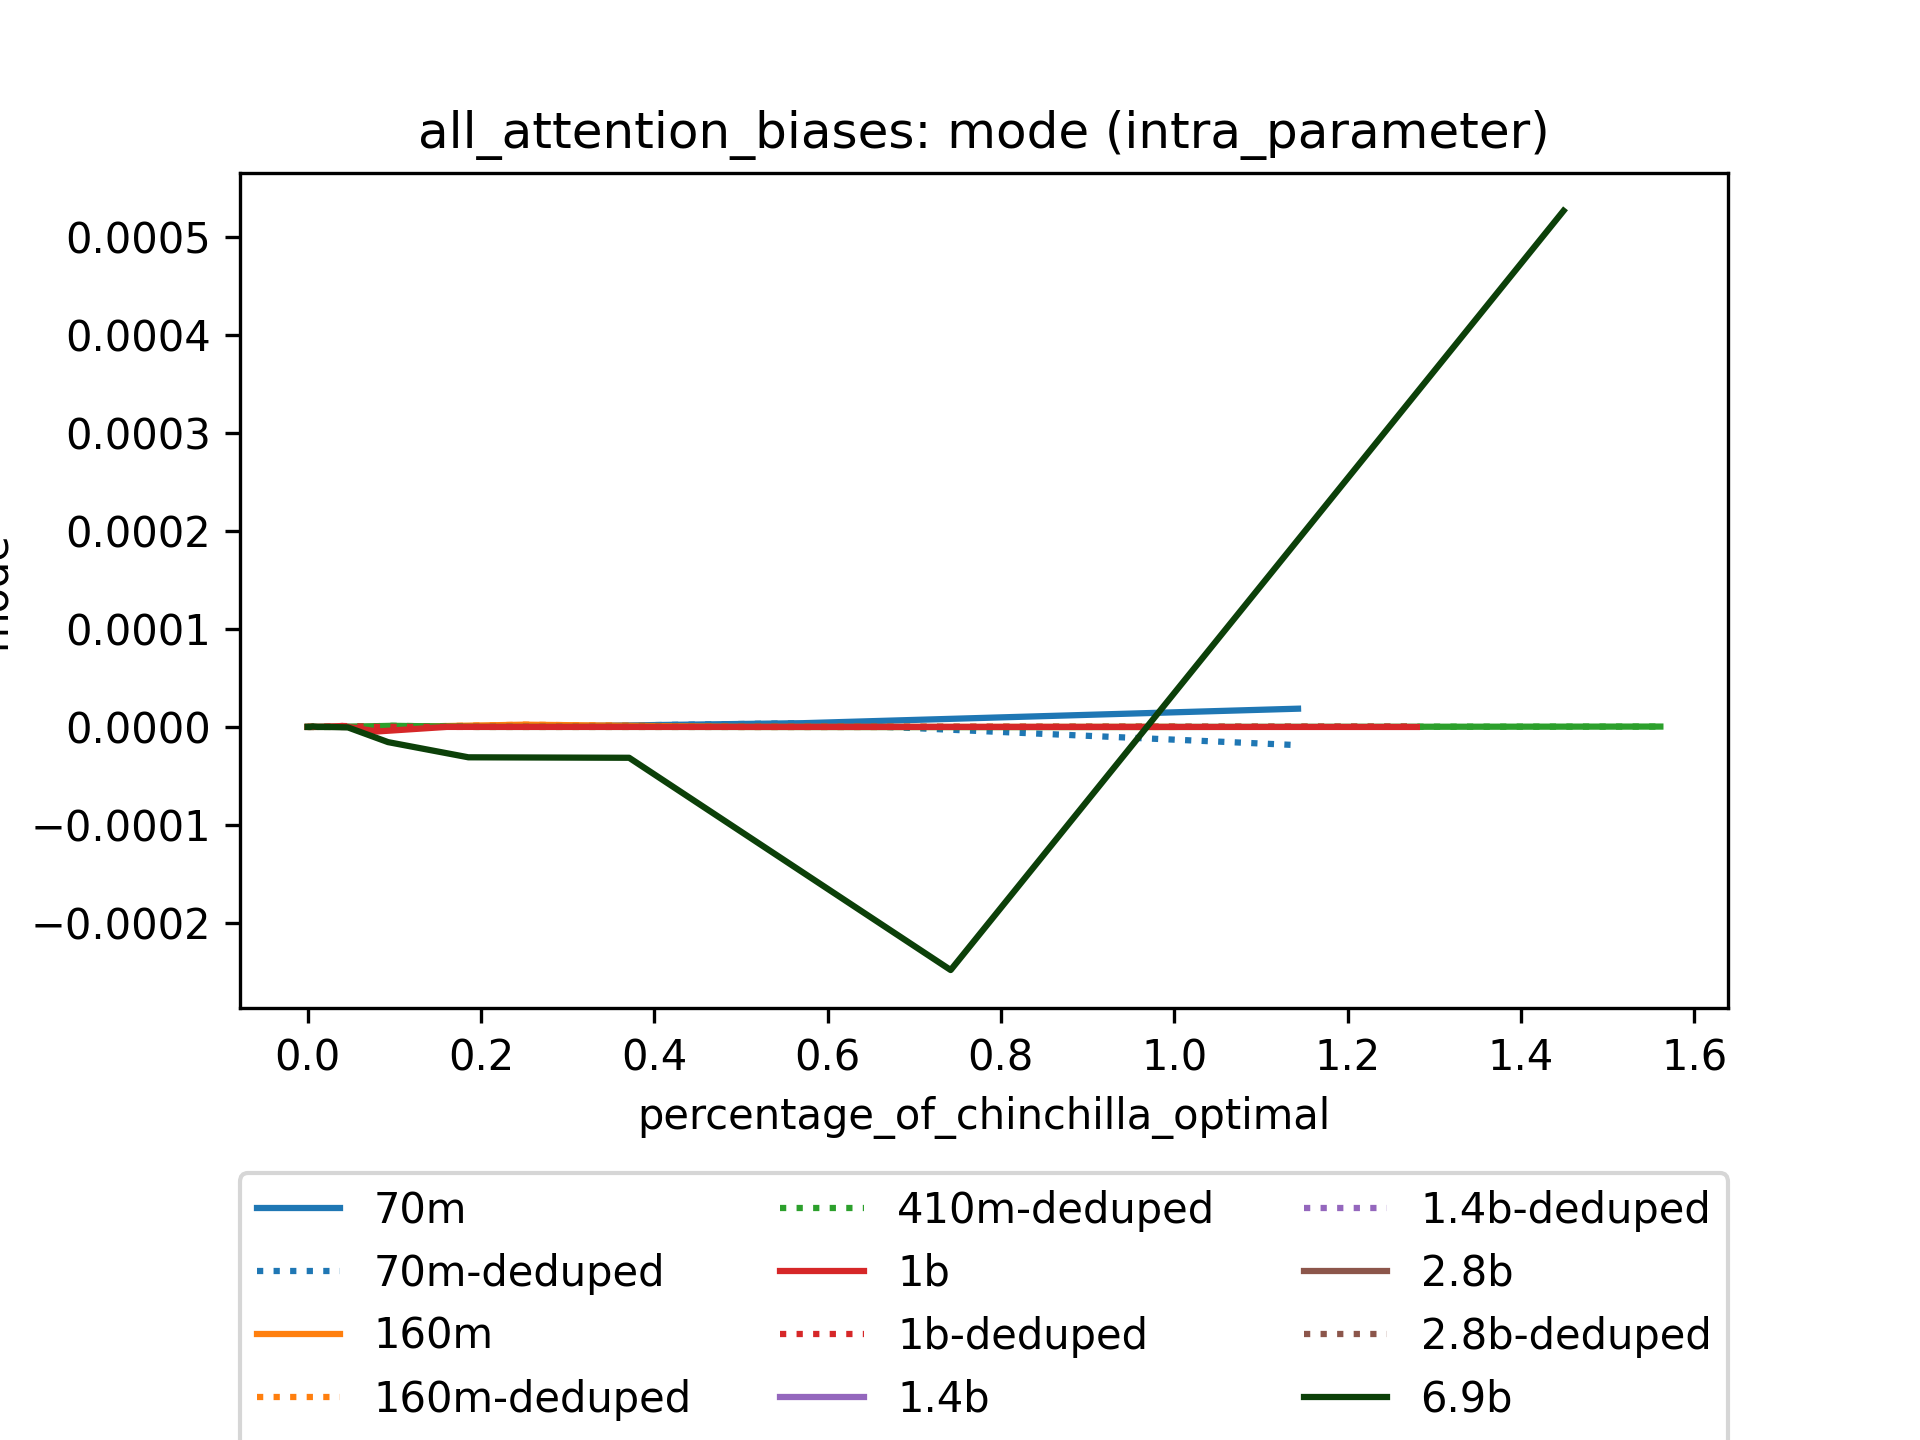 all_attention_biases: mode (intra_parameter)
0.0005
0.0004
0.0003
0.0002
0.0001
0.0000
−0.0001
−0.0002
0.0 0.2 0.4 0.6 0.8 1.0 1.2 1.4 1.6
percentage_of_chinchilla_optimal
70m 410m-deduped 1.4b-deduped
70m-deduped 1b 2.8b
160m 1b-deduped 2.8b-deduped
160m-deduped 1.4b 6.9b